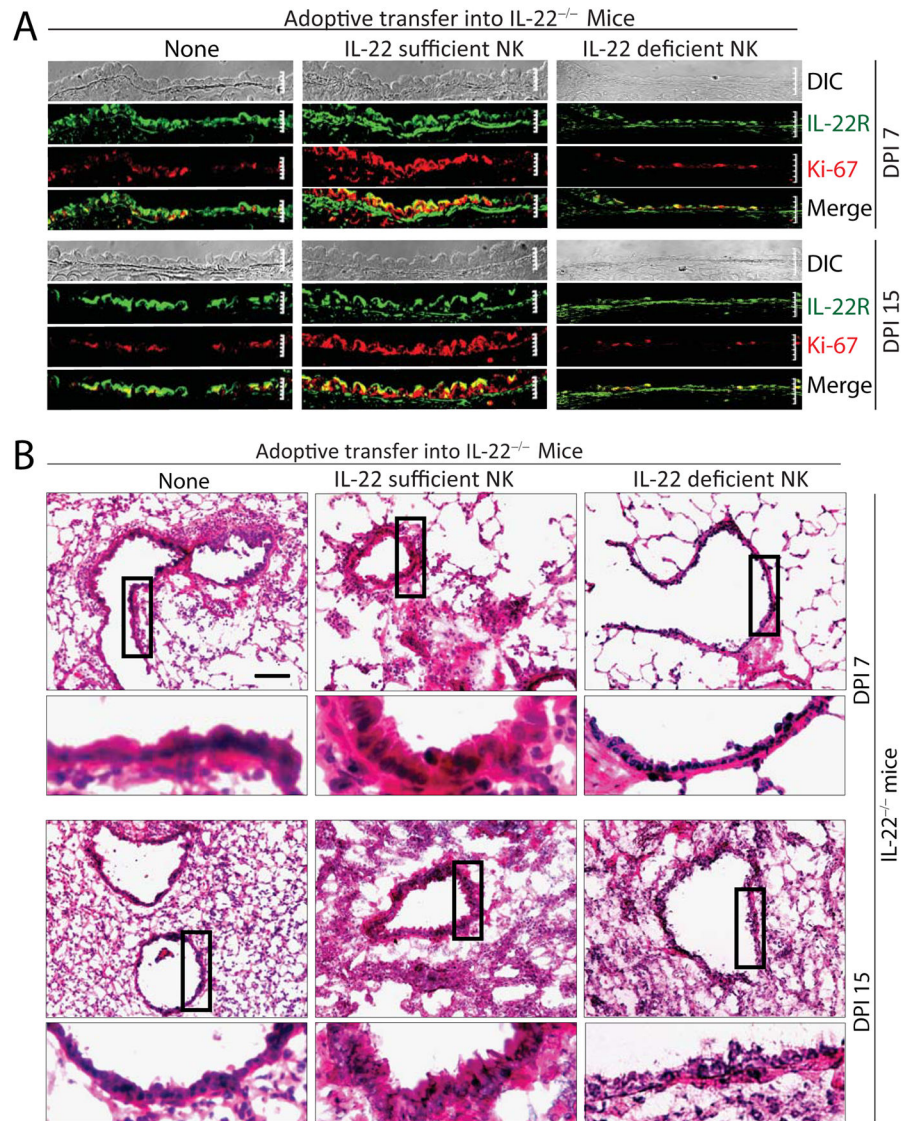 A
Adoptive transfer into IL-22–/– Mice
None IL-22 sufficient NK IL-22 deficient NK
DIC
IL-22R
Ki-67
Merge
DPI 7
DIC
IL-22R
Ki-67
Merge
DPI 15
B
Adoptive transfer into IL-22–/– Mice
None IL-22 sufficient NK IL-22 deficient NK
DPI 7
DPI 15
IL-22–/– mice